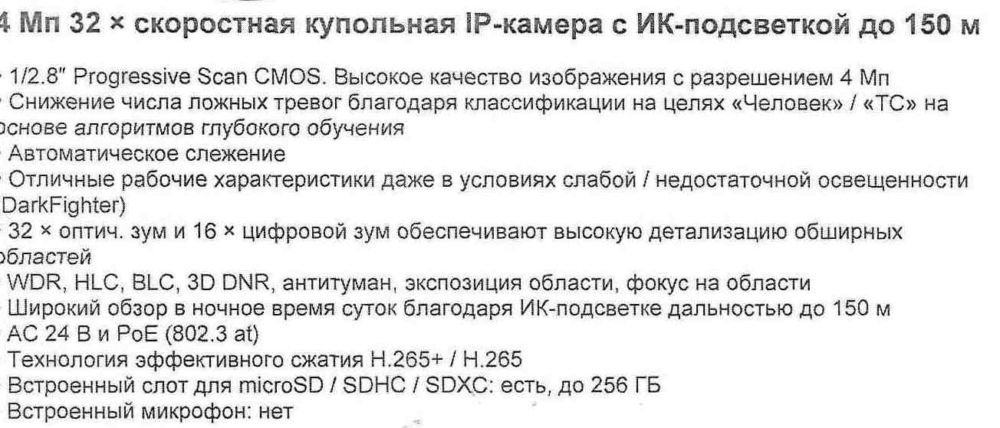 4 Мп 32 × скоростная купольная IP-камера с ИК-подсветкой до 150 м
· 1/2.8″ Progressive Scan CMOS. Высокое качество изображения с разрешением 4 Мп
· Снижение числа ложных тревог благодаря классификации на целях «Человек» / «ТС» на
основе алгоритмов глубокого обучения
· Автоматическое слежение
· Отличные рабочие характеристики даже в условиях слабой / недостаточной освещенности
DarkFighter)
· 32 × оптич. зум и 16 × цифровой зум обеспечивают высокую детализацию обширных
областей
· WDR, HLC, BLC, 3D DNR, антитуман, экспозиция области, фокус на области
· Широкий обзор в ночное время суток благодаря ИК-подсветке дальностью до 150 м
· АС 24 В и PoE (802.3 at)
· Технология эффективного сжатия H.265+ / H.265
· Встроенный слот для microSD / SDHC / SDXC: есть, до 256 ГБ
Встроенный микрофон: нет